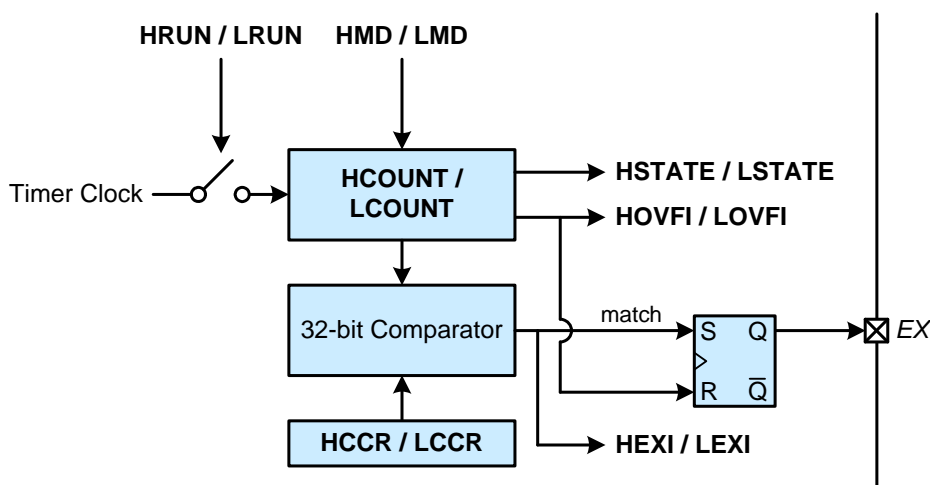 HRUN / LRUN
HMD / LMD
Timer Clock
HCOUNT /
LCOUNT
HSTATE / LSTATE
HOVFI / LOVFI
32-bit Comparator
match
S Q
R Q̅
EX
HCCR / LCCR
HEXI / LEXI